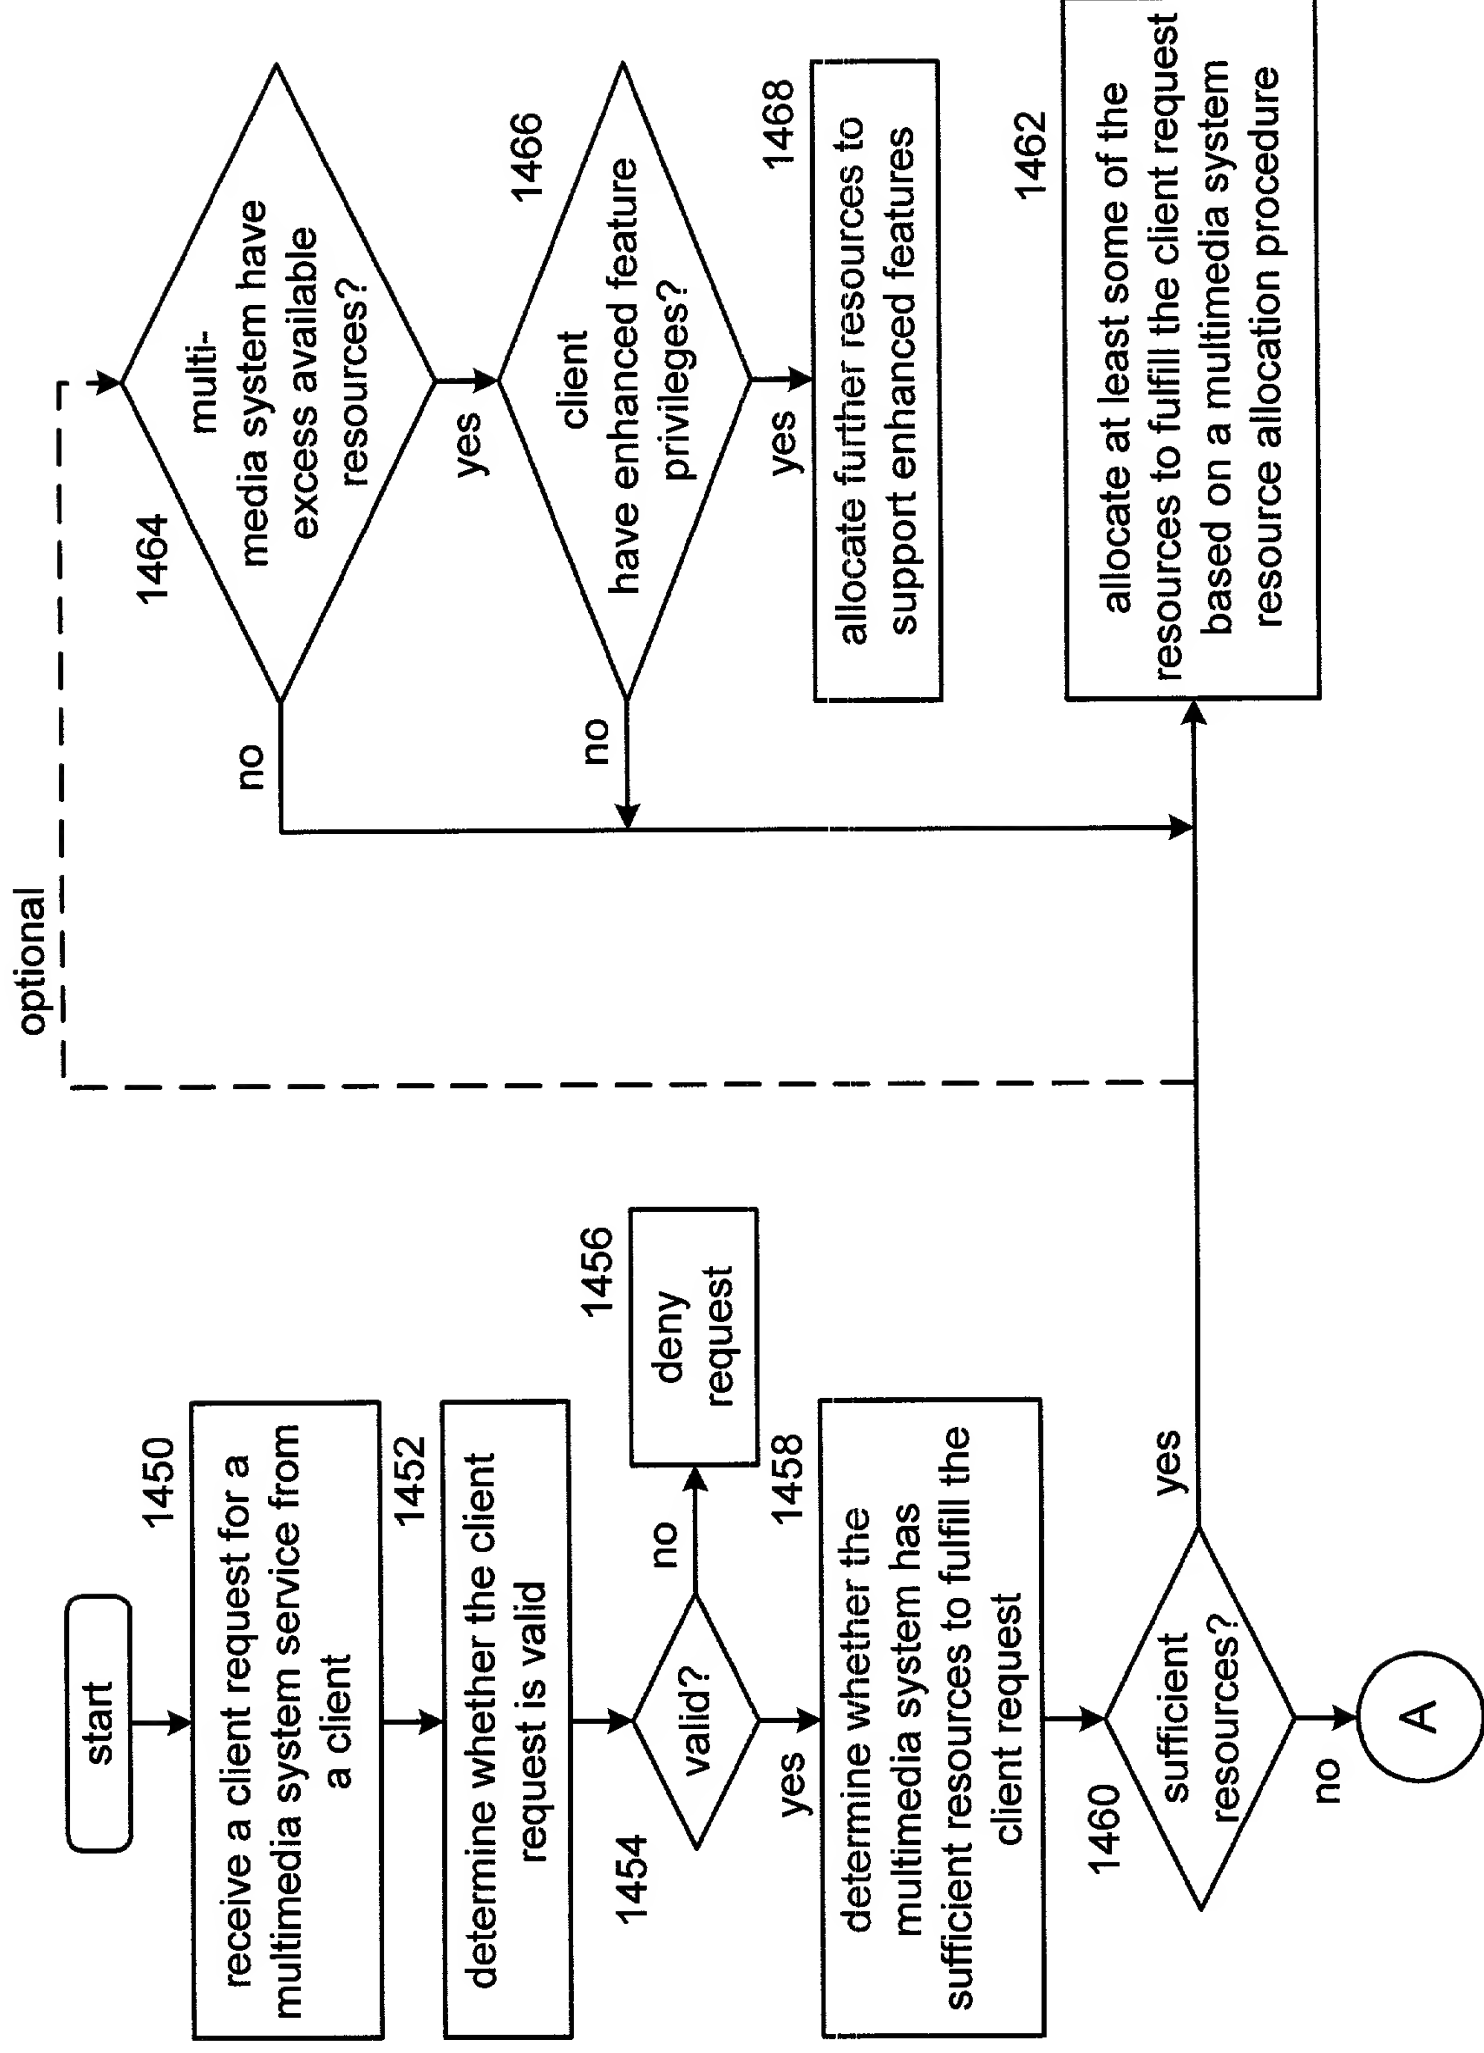 start
1450
receive a client request for a
multimedia system service from
a client
1452
determine whether the client
request is valid
1454
valid?
no
1456
deny
request
yes
1458
determine whether the
multimedia system has
sufficient resources to fulfill the
client request
1460
sufficient
resources?
yes
no
A
optional
1464
multi-
media system have
excess available
resources?
no
yes
1466
client
have enhanced feature
privileges?
no
yes
1468
allocate further resources to
support enhanced features
1462
allocate at least some of the
resources to fulfill the client request
based on a multimedia system
resource allocation procedure